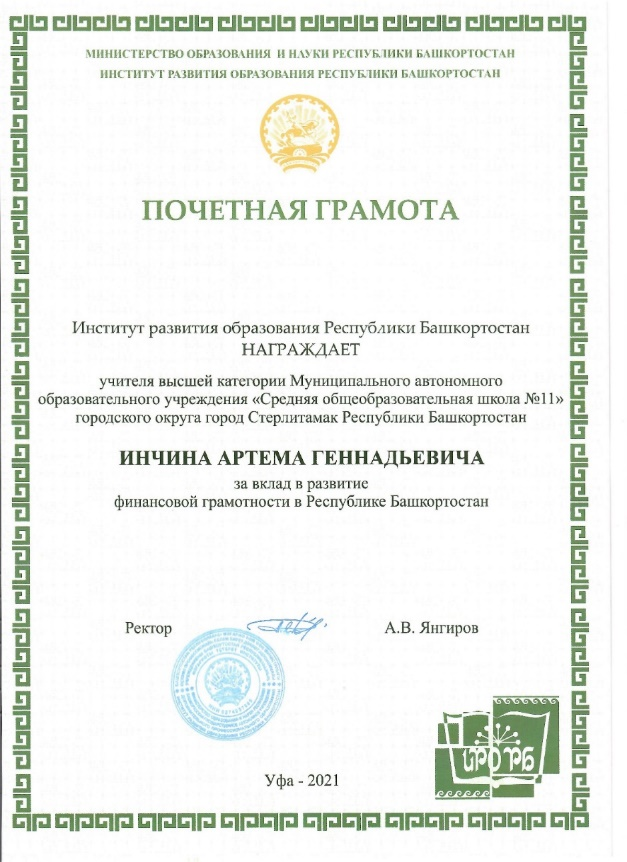 МИНИСТЕРСТВО ОБРАЗОВАНИЯ И НАУКИ РЕСПУБЛИКИ БАШКОРТОСТАН
ИНСТИТУТ РАЗВИТИЯ ОБРАЗОВАНИЯ РЕСПУБЛИКИ БАШКОРТОСТАН
ПОЧЕТНАЯ ГРАМОТА
Институт развития образования Республики Башкортостан
НАГРАЖДАЕТ
учителя высшей категории Муниципального автономного
образовательного учреждения «Средняя общеобразовательная школа №11»
городского округа город Стерлитамак Республики Башкортостан
ИНЧИНА АРТЕМА ГЕННАДЬЕВИЧА
за вклад в развитие
финансовой грамотности в Республике Башкортостан
Ректор А.В. Янгиров
ИРО РБ
Уфа - 2021